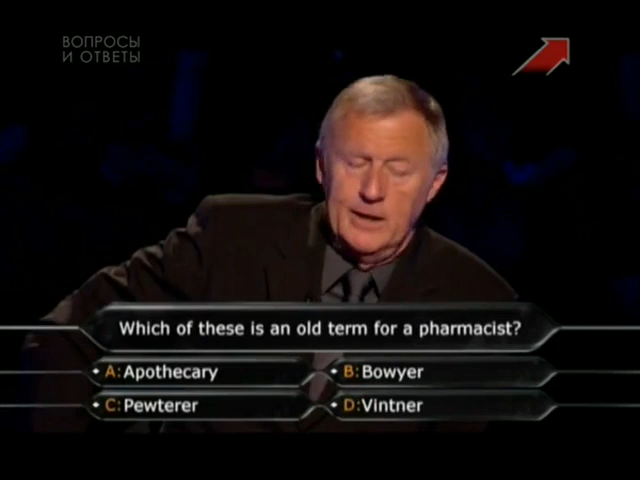 ВОПРОСЫ
И ОТВЕТЫ
Which of these is an old term for a pharmacist?
A: Apothecary
B: Bowyer
C: Pewterer
D: Vintner